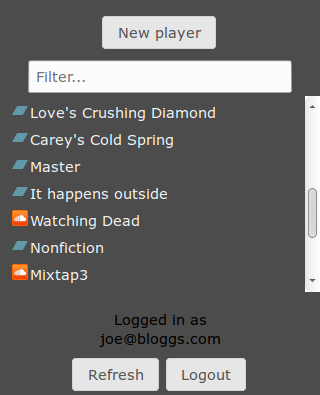 New player
Filter...
Love's Crushing Diamond
Carey's Cold Spring
Master
It happens outside
Watching Dead
Nonfiction
Mixtap3
Logged in as
joe@bloggs.com
Refresh Logout